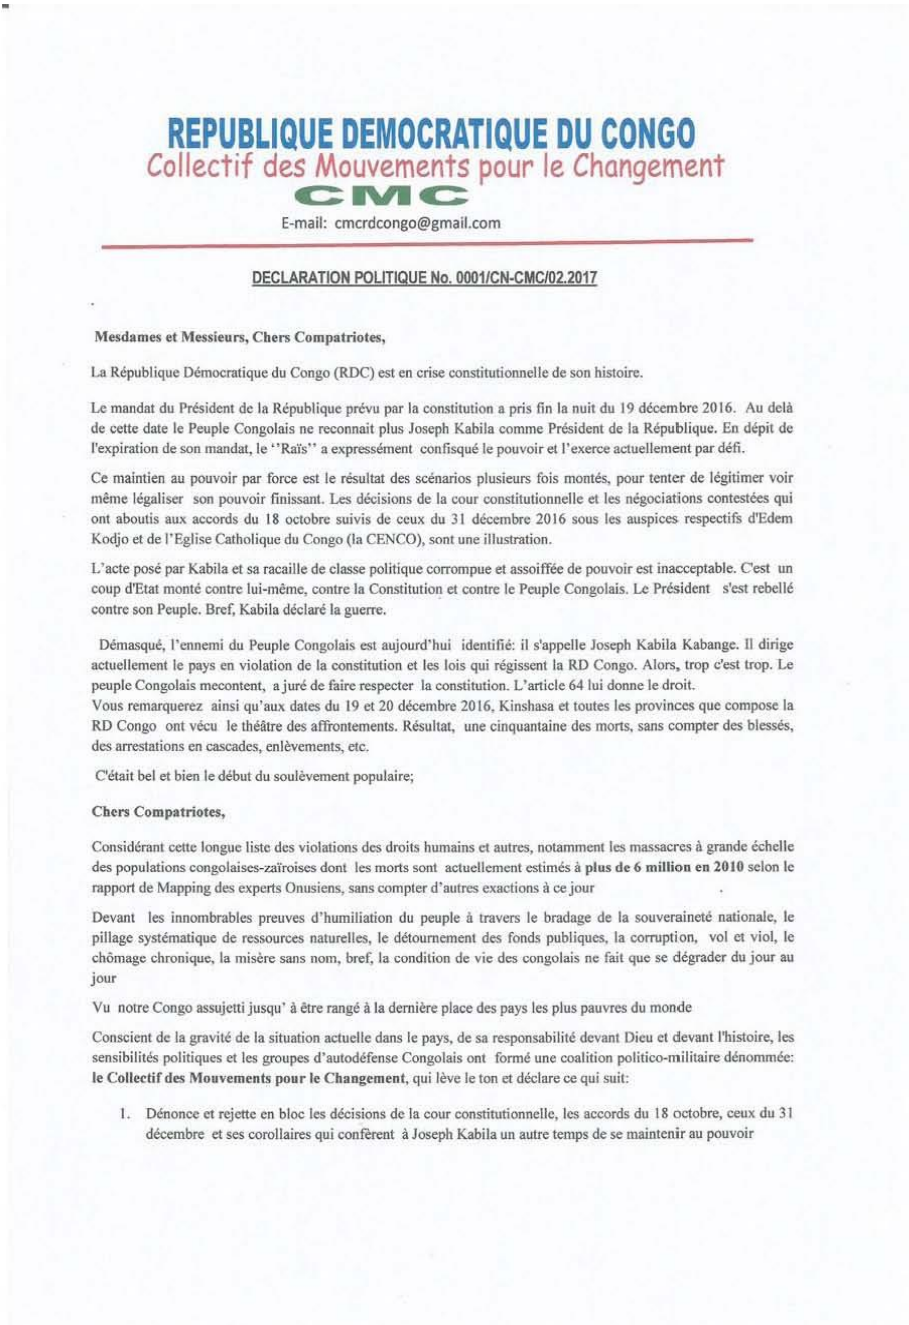 REPUBLIQUE DEMOCRATIQUE DU CONGO
Collectif des Mouvements pour le Changement
CMC
E-mail: cmcrdcongo@gmail.com
DECLARATION POLITIQUE No. 0001/CN-CMC/02.2017
Mesdames et Messieurs, Chers Compatriotes,
La République Démocratique du Congo (RDC) est en crise constitutionnelle de son histoire.
Le mandat du Président de la République prévu par la constitution a pris fin la nuit du 19 décembre 2016. Au delà
de cette date le Peuple Congolais ne reconnait plus Joseph Kabila comme Président de la République. En dépit de
l'expiration de son mandat, le ‘’Raïs’’ a expressément confisqué le pouvoir et l’exerce actuellement par défi.
Ce maintien au pouvoir par force est le résultat des scénarios plusieurs fois montés, pour tenter de légitimer voir
même légaliser son pouvoir finissant. Les décisions de la cour constitutionnelle et les négociations contestées qui
ont aboutis aux accords du 18 octobre suivis de ceux du 31 décembre 2016 sous les auspices respectifs d'Edem
Kodjo et de l’Eglise Catholique du Congo (la CENCO), sont une illustration.
L’acte posé par Kabila et sa racaille de classe politique corrompue et assoiffée de pouvoir est inacceptable. C'est un
coup d'Etat monté contre lui-même, contre la Constitution et contre le Peuple Congolais. Le Président s'est rebellé
contre son Peuple. Bref, Kabila déclaré la guerre.
Démasqué, l’ennemi du Peuple Congolais est aujourd’hui identifié: il s'appelle Joseph Kabila Kabange. Il dirige
actuellement le pays en violation de la constitution et les lois qui régissent la RD Congo. Alors, trop c'est trop. Le
peuple Congolais mecontent, a juré de faire respecter la constitution. L’article 64 lui donne le droit.
Vous remarquerez ainsi qu’aux dates du 19 et 20 décembre 2016, Kinshasa et toutes les provinces que compose la
RD Congo ont vécu le théâtre des affrontements. Résultat, une cinquantaine des morts, sans compter des blessés,
des arrestations en cascades, enlèvements, etc.
C'était bel et bien le début du soulèvement populaire;
Chers Compatriotes,
Considérant cette longue liste des violations des droits humains et autres, notamment les massacres à grande échelle
des populations congolaises-zaïroises dont les morts sont actuellement estimés à plus de 6 million en 2010 selon le
rapport de Mapping des experts Onusiens, sans compter d’autres exactions à ce jour .
Devant les innombrables preuves d’humiliation du peuple à travers le bradage de la souveraineté nationale, le
pillage systématique de ressources naturelles, le détournement des fonds publiques, la corruption, vol et viol, le
chômage chronique, la misère sans nom, bref, la condition de vie des congolais ne fait que se dégrader du jour au
jour
Vu notre Congo assujetti jusqu’ à être rangé à la dernière place des pays les plus pauvres du monde
Conscient de la gravité de la situation actuelle dans le pays, de sa responsabilité devant Dieu et devant l'histoire, les
sensibilités politiques et les groupes d’autodéfense Congolais ont formé une coalition politico-militaire dénommée:
le Collectif des Mouvements pour le Changement, qui lève le ton et déclare ce qui suit:
1. Dénonce et rejette en bloc les décisions de la cour constitutionnelle, les accords du 18 octobre, ceux du 31
décembre et ses corollaires qui confèrent à Joseph Kabila un autre temps de se maintenir au pouvoir